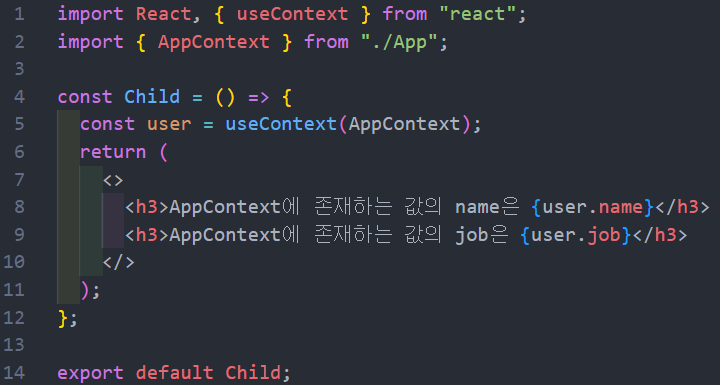 1 import React, { useContext } from "react";
2 import { AppContext } from "./App";
3
4 const Child = () => {
5   const user = useContext(AppContext);
6   return (
7     <>
8       <h3>AppContext에 존재하는 값의 name은 {user.name}</h3>
9       <h3>AppContext에 존재하는 값의 job은 {user.job}</h3>
10     </>
11   );
12 };
13
14 export default Child;